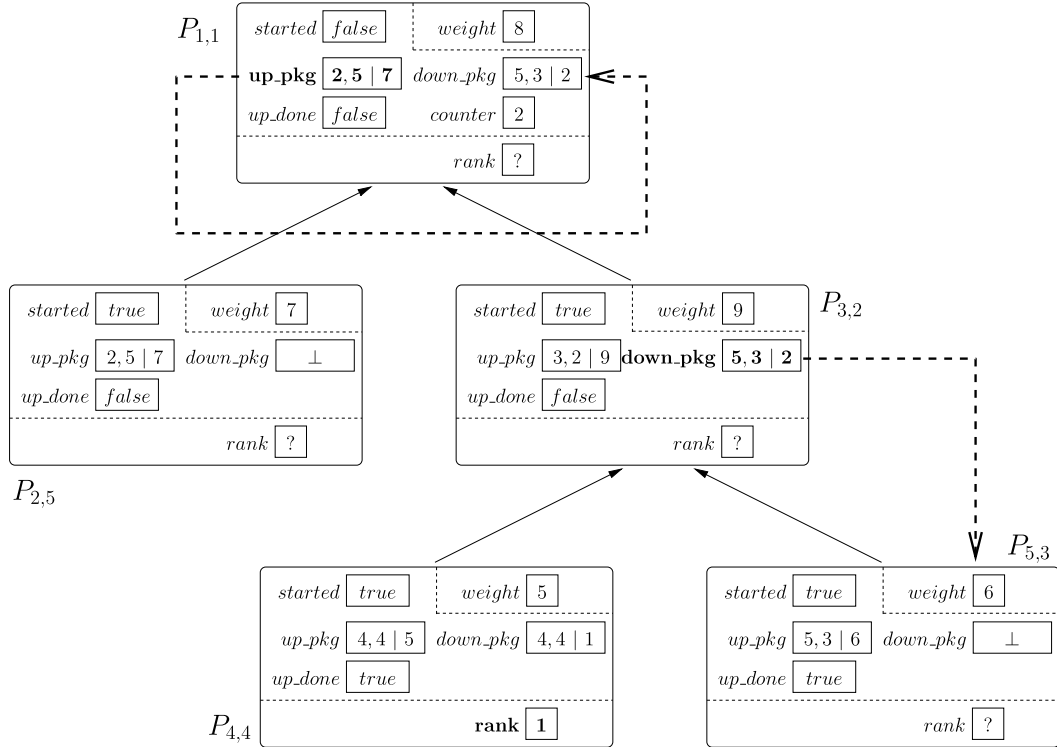 P1,1
started false weight 8
up_pkg 2, 5 | 7 down_pkg 5, 3 | 2
up_done false counter 2
rank ?
started true weight 7
up_pkg 2, 5 | 7 down_pkg ⊥
up_done false
rank ?
P2,5
started true weight 9
up_pkg 3, 2 | 9 down_pkg 5, 3 | 2
up_done false
rank ?
P3,2
started true weight 5
up_pkg 4, 4 | 5 down_pkg 4, 4 | 1
up_done true
rank 1
P4,4
P5,3
started true weight 6
up_pkg 5, 3 | 6 down_pkg ⊥
up_done true
rank ?